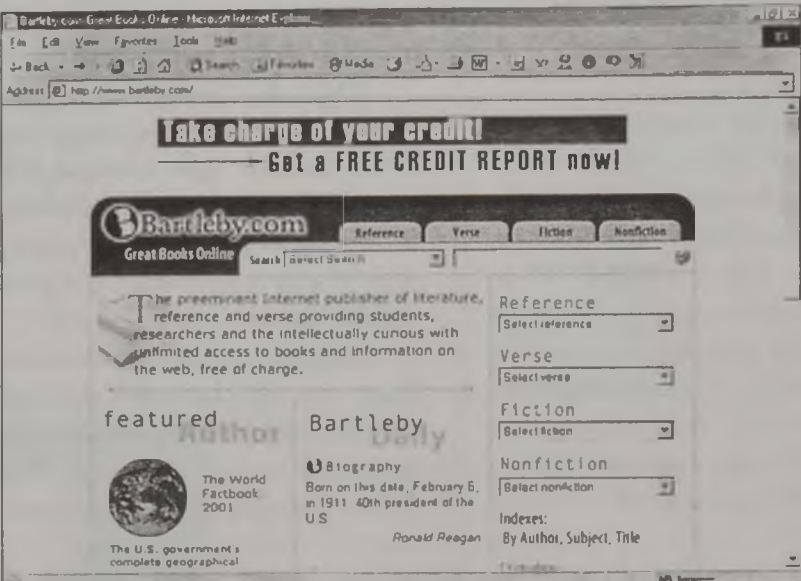 Bartleby.com Great Books Online - Microsoft Internet Explorer
File Edit View Favorites Tools Help
Back Search Favorites Media
Address http://www.bartleby.com/
Take charge of your credit!
Get a FREE CREDIT REPORT now!
Bartleby.com
Reference Verse Fiction Nonfiction
Great Books Online Search Select Search
The preeminent Internet publisher of literature,
reference and verse providing students,
researchers and the intellectually curious with
unlimited access to books and information on
the web, free of charge.
Reference
Select reference
Verse
Select verse
Fiction
Select fiction
Nonfiction
Select nonfiction
Indexes:
By Author, Subject, Title
featured
Author
The World
Factbook
2001
The U.S. government's
complete geographical
Bartleby
Daily
Biography
Born on this date, February 6,
in 1911 40th president of the
U.S
Ronald Reagan